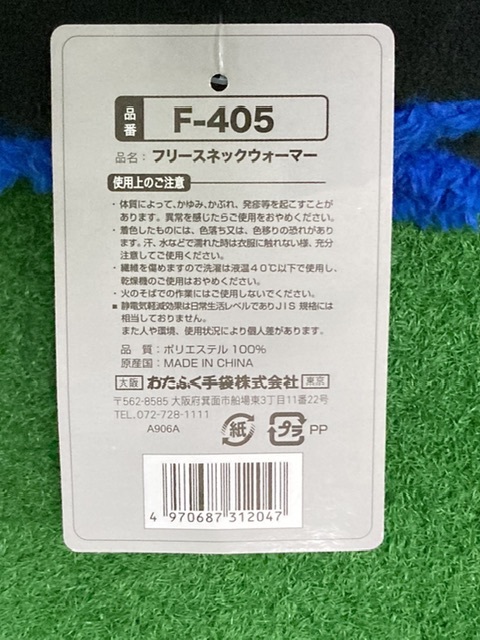 品番 F-405
品名：フリースネックウォーマー
使用上のご注意
・体質によって、かゆみ、かぶれ、発疹等を起こすことが
あります。異常を感じたらご使用をおやめください。
・着色したものには、色落ち又は、色移りの恐れがあり
ます。汗、水などで濡れた時は衣服に触れない様、充分
注意してご使用ください。
・繊維を傷めますので洗濯は液温40℃以下で使用し、
乾燥機のご使用はおやめください。
・火のそばでの作業にはご使用しないでください。
■静電気軽減効果は日常生活レベルでありJIS 規格には
相当しておりません。
また人や環境、使用状況により個人差があります。
品 質：ポリエステル 100%
原産国：MADE IN CHINA
大阪 おたふく手袋株式会社 東京
〒562-8585 大阪府箕面市船場東3丁目11番22号
TEL.072-728-1111
A906A
紙 プラ PP
4 970687 312047